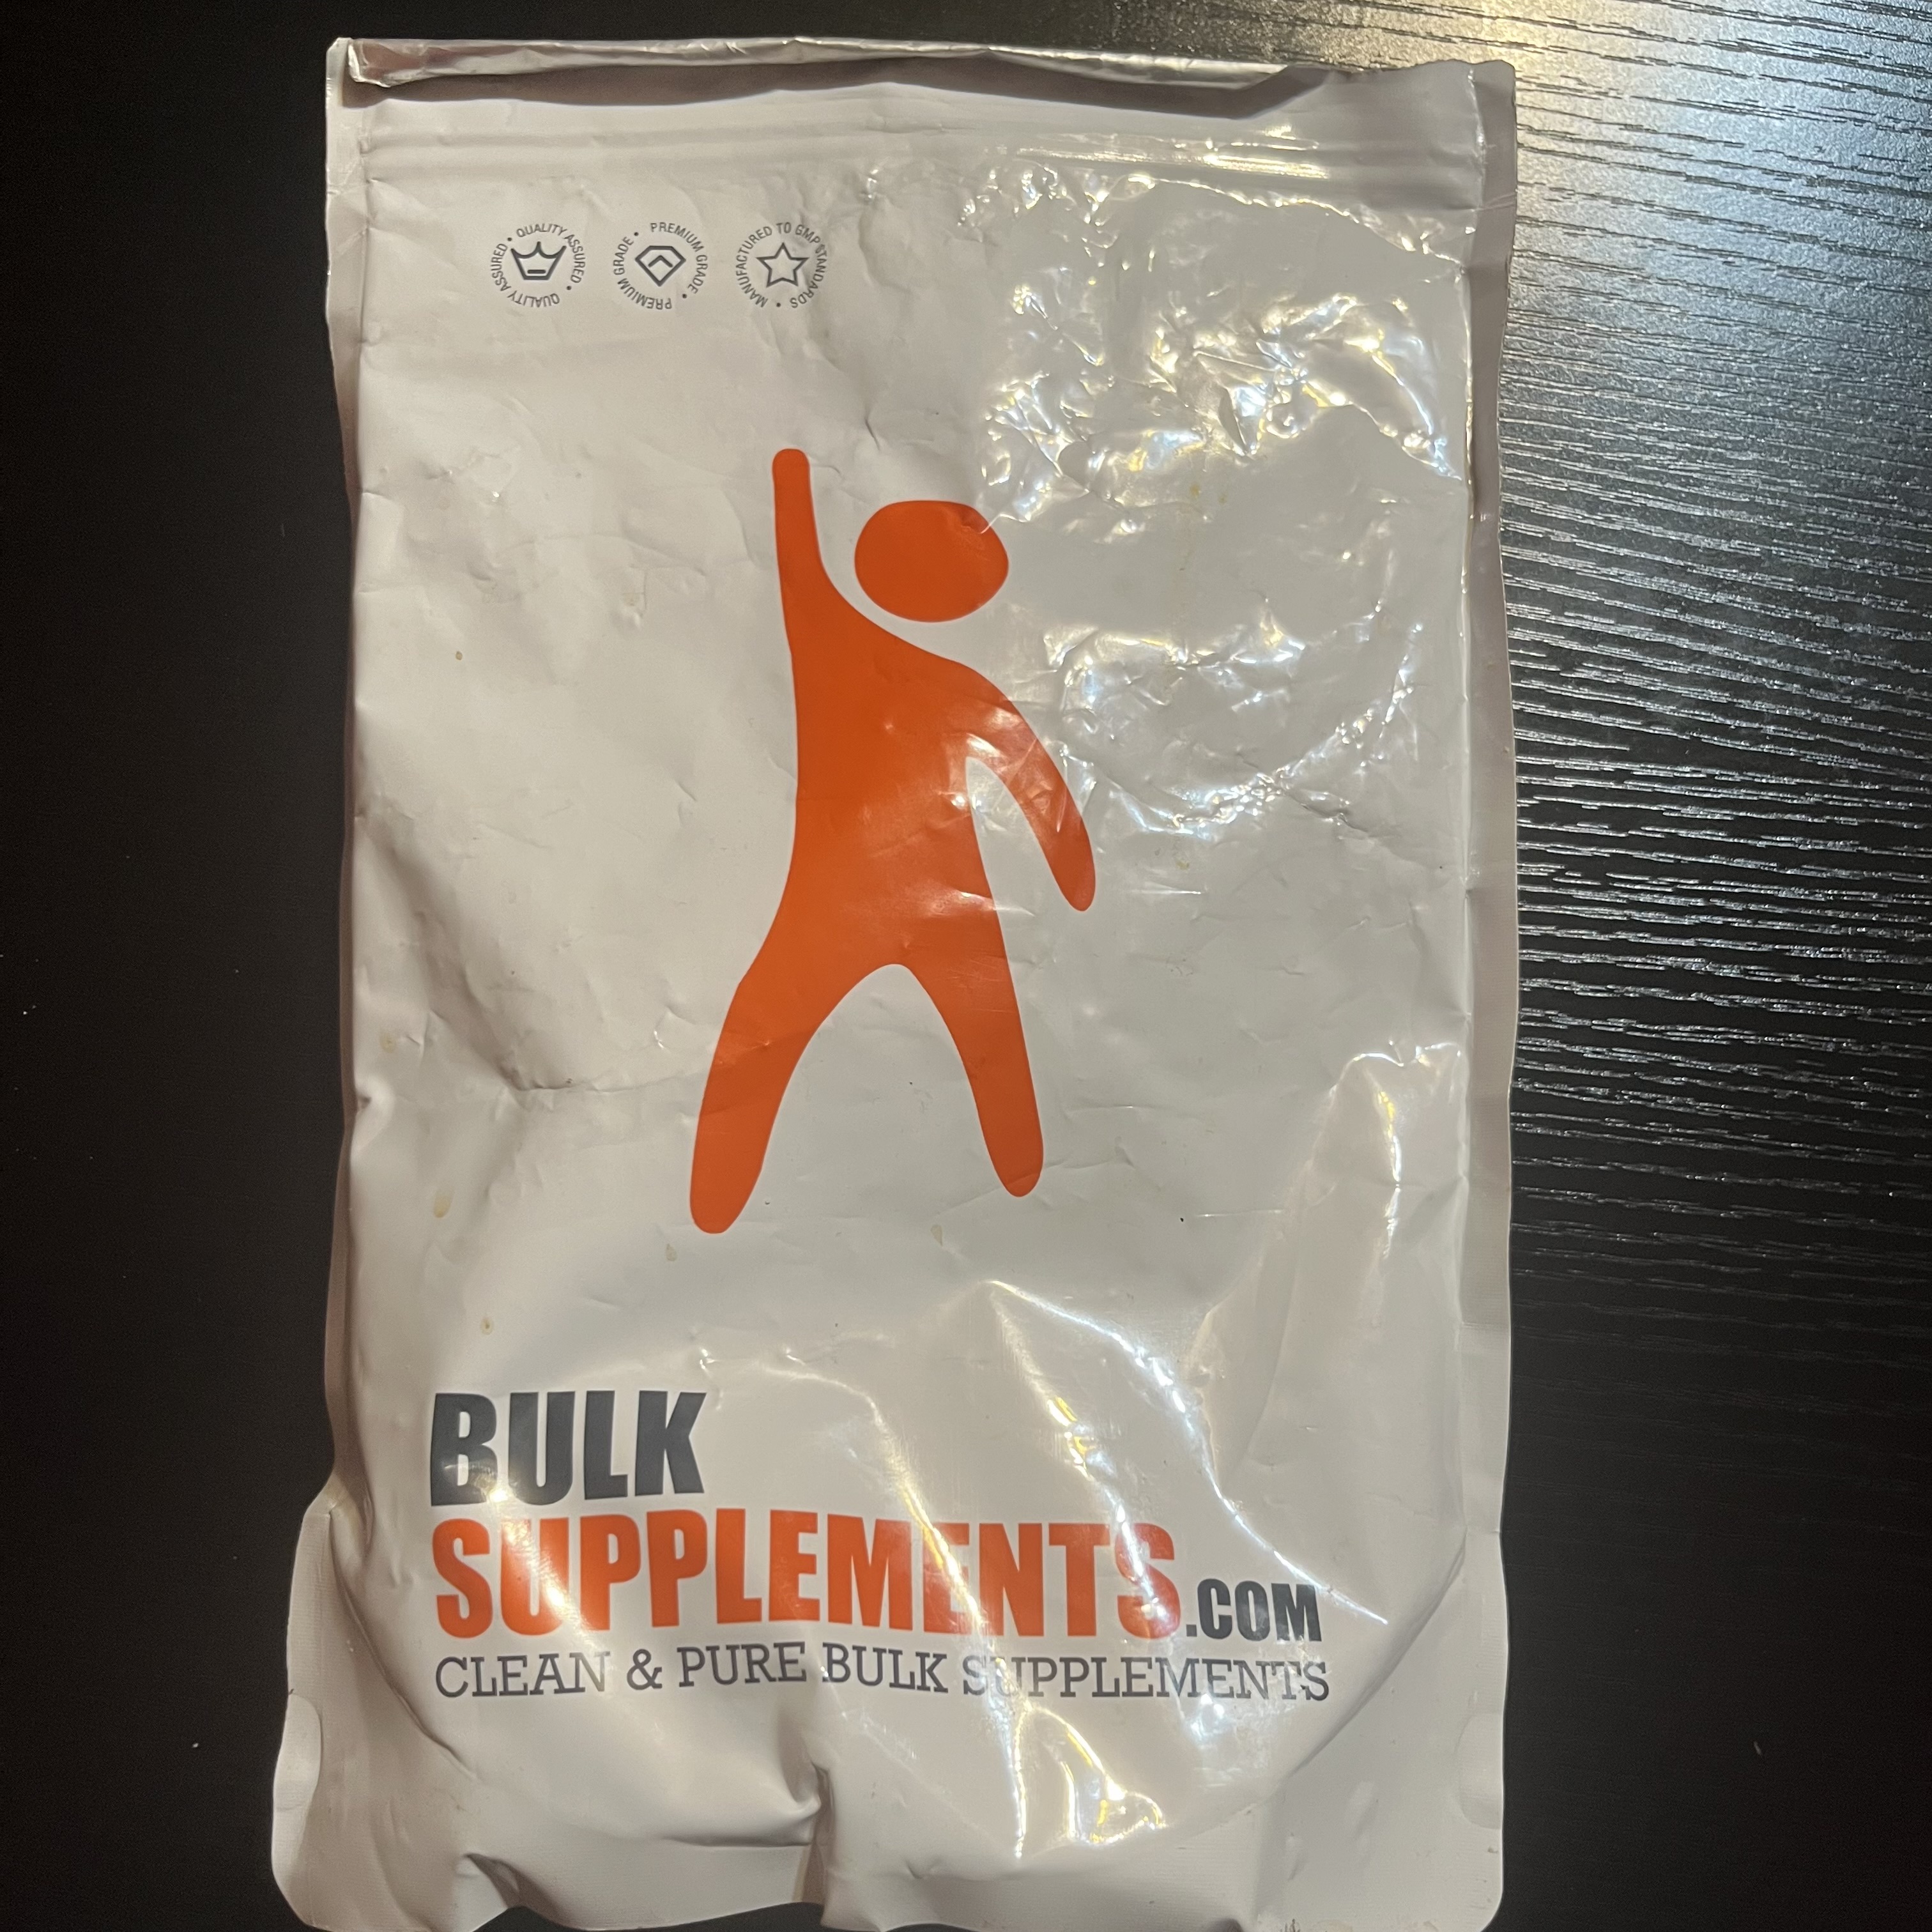 QUALITY ASSURED • QUALITY ASSURED •
PREMIUM GRADE • PREMIUM GRADE •
MANUFACTURED TO GMP STANDARDS •
BULK
SUPPLEMENTS.COM
CLEAN & PURE BULK SUPPLEMENTS